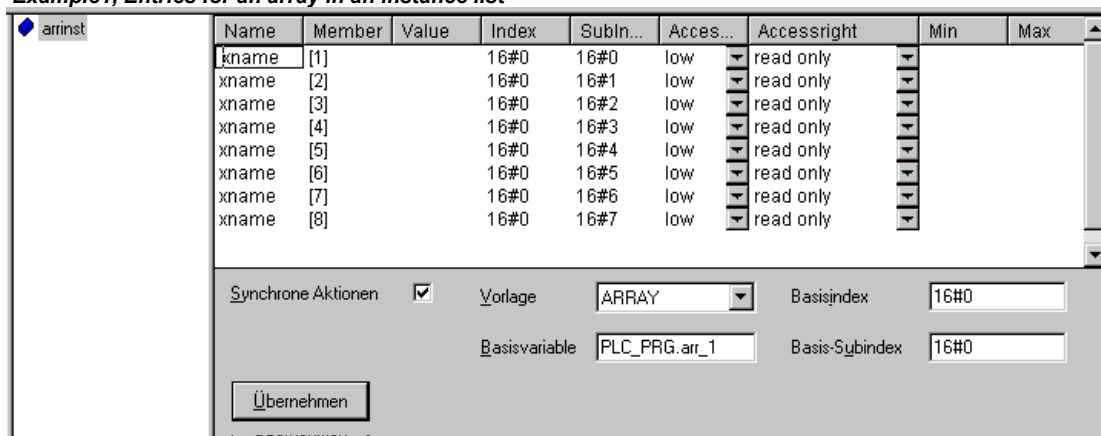 Example1, Entries for an array in an instance list
arrinst
Name Member Value Index SubIn... Acces... Accessright Min Max
xname [1] 16#0 16#0 low read only
xname [2] 16#0 16#1 low read only
xname [3] 16#0 16#2 low read only
xname [4] 16#0 16#3 low read only
xname [5] 16#0 16#4 low read only
xname [6] 16#0 16#5 low read only
xname [7] 16#0 16#6 low read only
xname [8] 16#0 16#7 low read only
Synchrone Aktionen Vorlage ARRAY Basisindex 16#0
Basisvariable PLC_PRG.arr_1 Basis-Subindex 16#0
Übernehmen